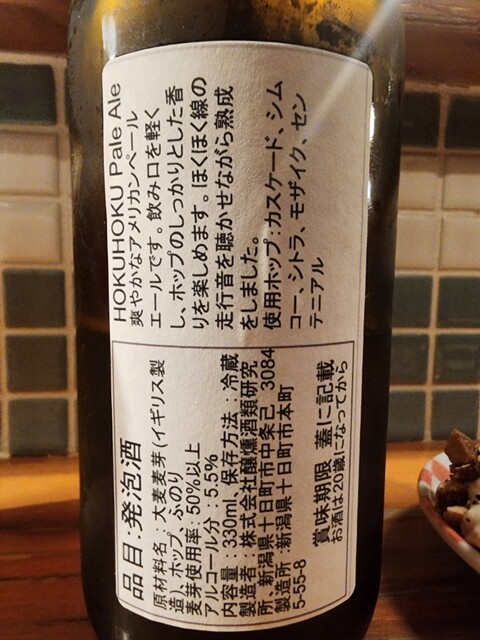 HOKUHOKU Pale Ale
爽やかなアメリカンペール
エールです。飲み口を軽く
し、ホップのしっかりとした香
りを楽しめます。ほくほく線の
走行音を聴かせながら熟成
をしました。
使用ホップ:カスケード、シム
コー、シトラ、モザイク、セン
テニアル
品目:発泡酒
原材料名:大麦麦芽(イギリス製
造)、ホップ、ふのり
麦芽使用率:50%以上
アルコール分:5.5%
内容量:330ml、保存方法:冷蔵
製造者:株式会社醸燻酒類研究
所、新潟県十日町市中条己 3084
製造所:新潟県十日町市本町
5-55-8
賞味期限 蓋に記載
お酒は20歳になってから